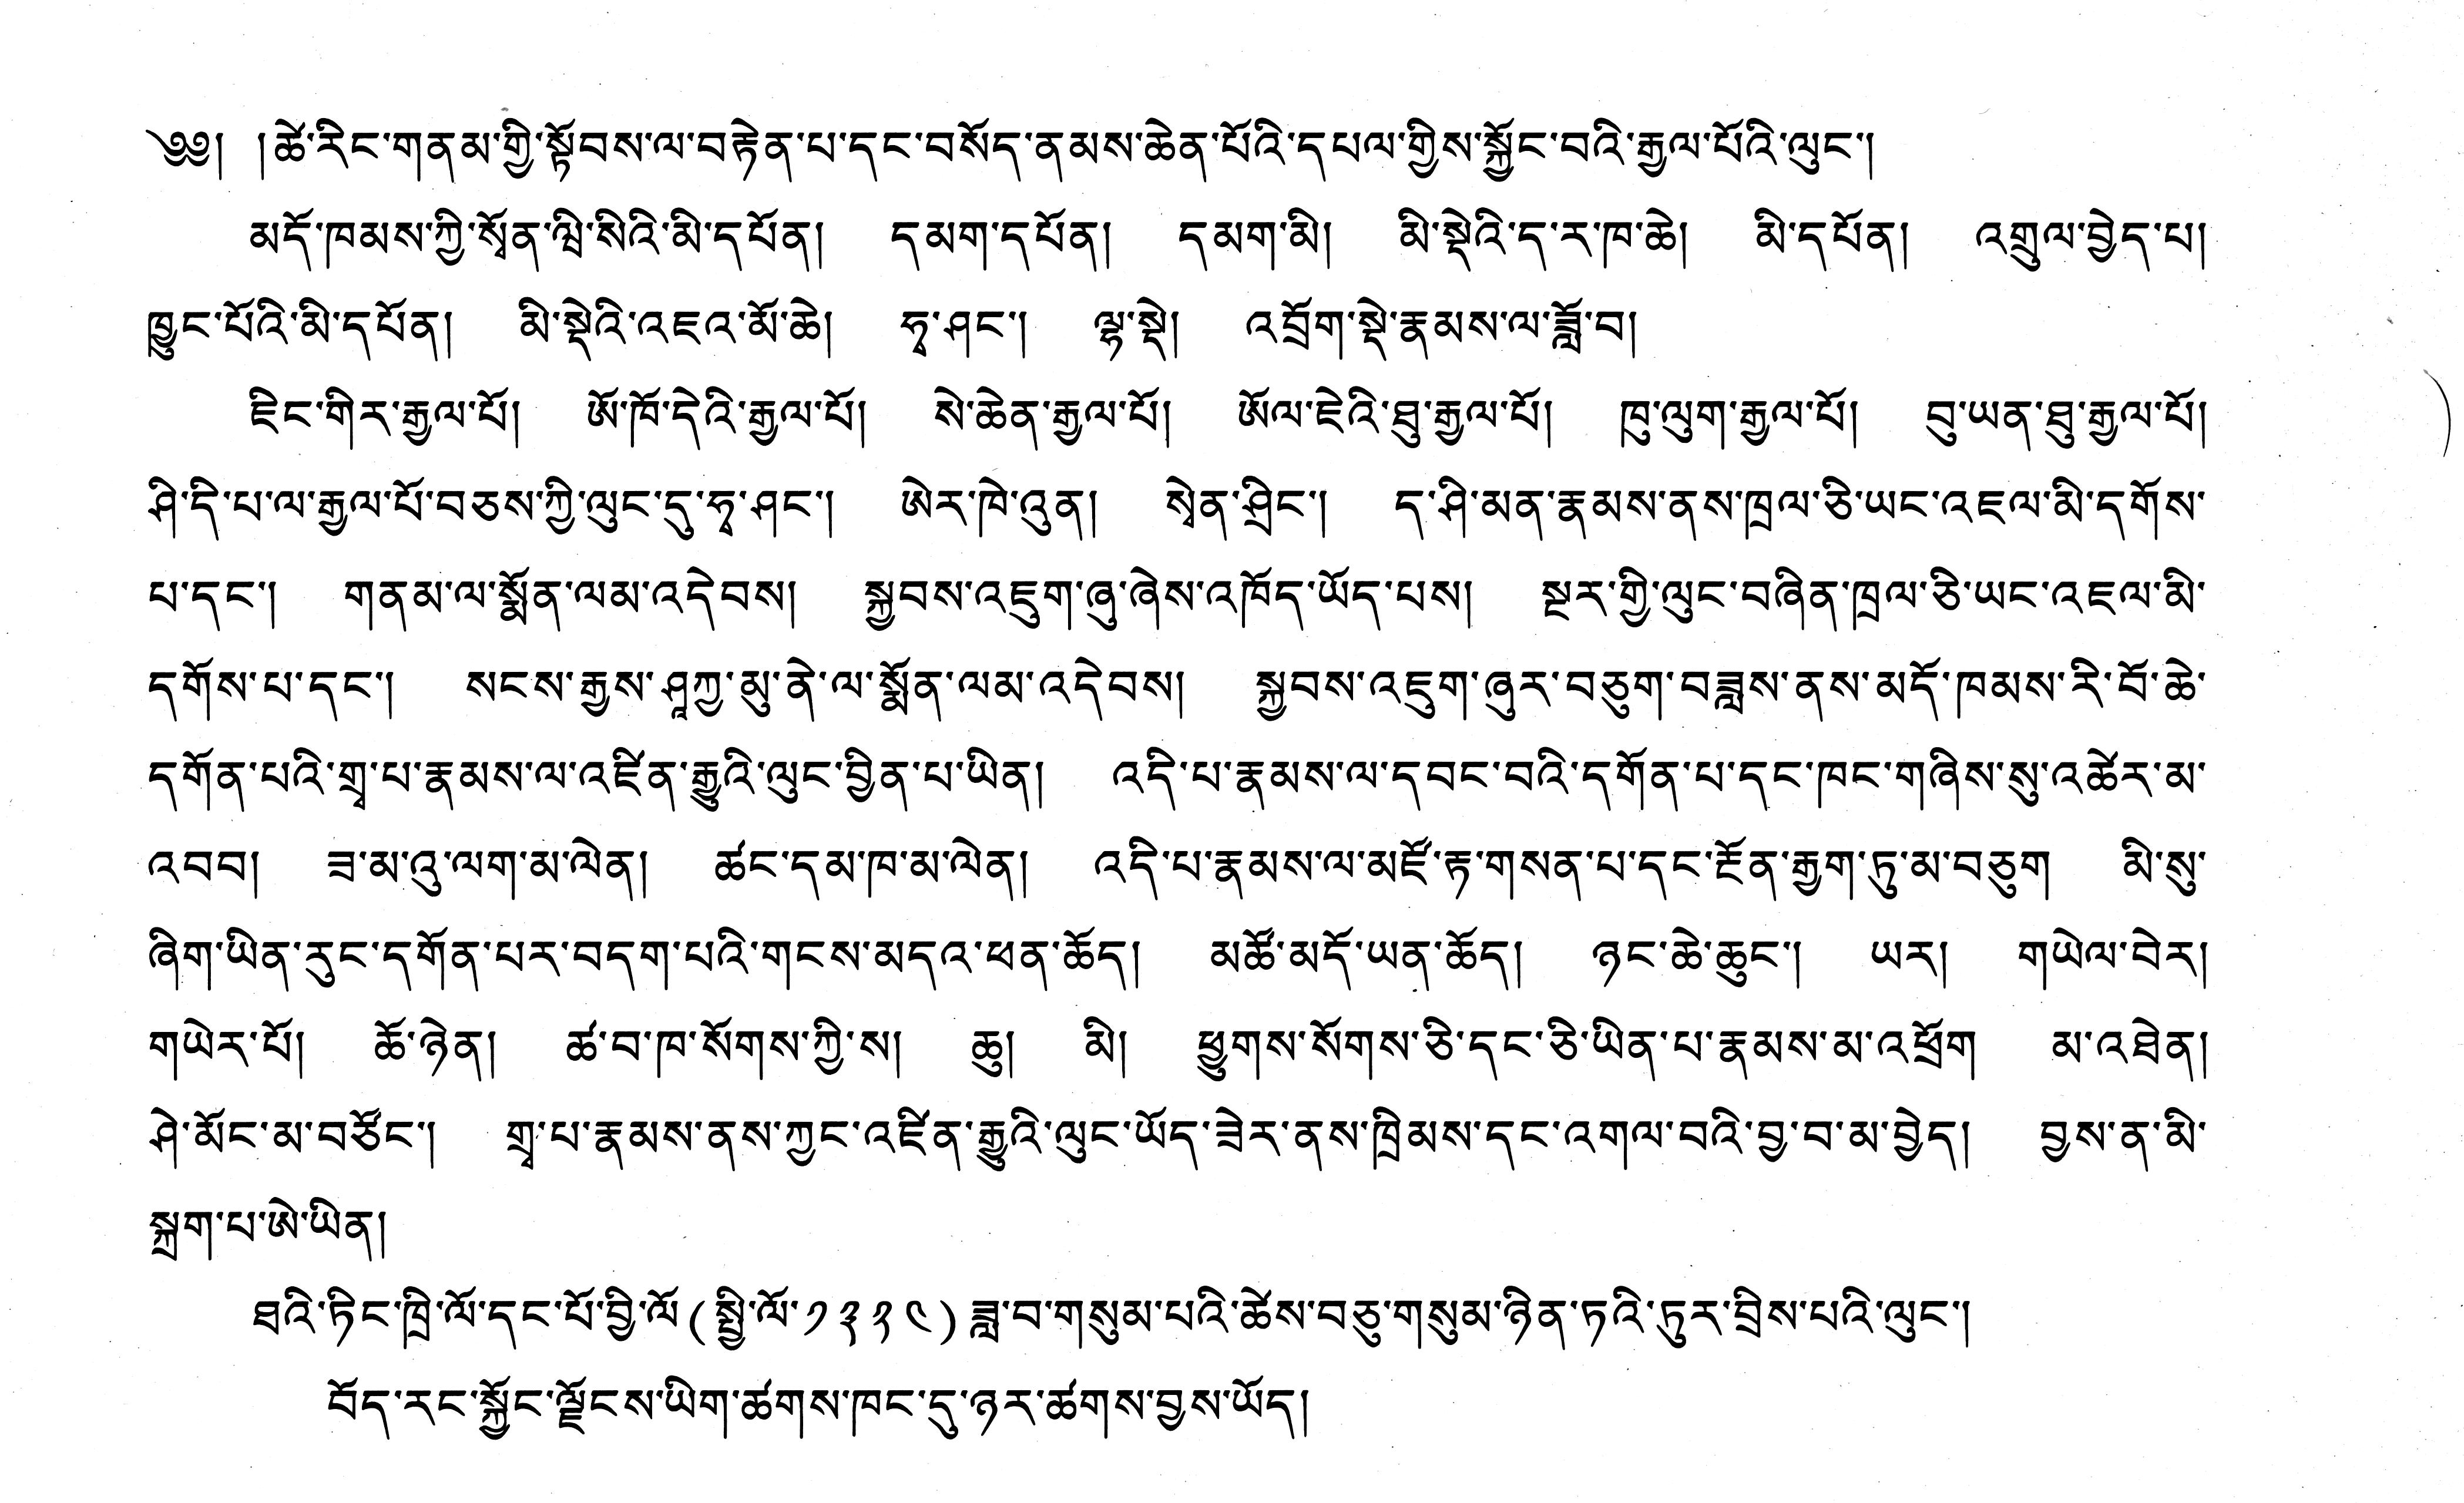 ༄༅། །ཚེ་རིང་གནམ་གྱི་སྟོབས་ལ་བརྟེན་པ་དང་བསོད་ནམས་ཆེན་པོའི་དཔལ་གྱིས་སྐྱོང་བའི་རྒྱལ་པོའི་ལུང་།
མདོ་ཁམས་ཀྱི་སྭོན་ལྦི་སིའི་མི་དཔོན། དམག་དཔོན། དམག་མི། མི་སྡེའི་ད་ར་ཁ་ཆེ། མི་དཔོན། འགྲུལ་བྱེད་པ།
ཁྱུང་པོའི་མི་དཔོན། མི་སྡེའི་འཇའ་མོ་ཆེ། ཧྭ་ཤང་། ལྷ་སྡེ། འབྲོག་སྡེ་རྣམས་ལ་ཟློ་བ།
ཇིང་གིར་རྒྱལ་པོ། ཨོ་ཁོ་དེའི་རྒྱལ་པོ། སེ་ཆེན་རྒྱལ་པོ། ཨོལ་ཇེའི་ཐུ་རྒྱལ་པོ། ཁུ་ལུག་རྒྱལ་པོ། བུ་ཡན་ཐུ་རྒྱལ་པོ།
ཤི་དི་པ་ལ་རྒྱལ་པོ་བཅས་ཀྱི་ལུང་དུ་ཧྭ་ཤང་། ཨེར་ཁེ་འུན། སྭེན་ཤྲིང་། ད་ཤི་མན་རྣམས་ནས་ཁྲལ་ཅི་ཡང་འཇལ་མི་དགོས་
པ་དང་། གནམ་ལ་སྨོན་ལམ་འདེབས། སྐྱབས་འཇུག་ཞུ་ཞེས་འཁོད་ཡོད་པས། སྔར་གྱི་ལུང་བཞིན་ཁྲལ་ཅི་ཡང་འཇལ་མི་
དགོས་པ་དང་། སངས་རྒྱས་ཤཱཀྱ་མུ་ནེ་ལ་སྨོན་ལམ་འདེབས། སྐྱབས་འཇུག་ཞུར་བཅུག་བཟླས་ནས་མདོ་ཁམས་རི་བོ་ཆེ་
དགོན་པའི་གྲྭ་པ་རྣམས་ལ་འཛིན་རྒྱུའི་ལུང་བྱིན་པ་ཡིན། འདི་པ་རྣམས་ལ་དབང་བའི་དགོན་པ་དང་ཁང་གཞིས་སུ་འཚེར་མ་
འབབ། ཟ་མ་འུ་ལག་མ་ལེན། ཚང་དམ་ཁ་མ་ལེན། འདི་པ་རྣམས་ལ་མཛོ་རྟ་གསན་པ་དང་རྫོན་རྒྱག་ཏུ་མ་བཅུག མི་སུ་
ཞིག་ཡིན་རུང་དགོན་པར་བདག་པའི་གངས་མདའ་ཕན་ཆོད། མཚོ་མདོ་ཡན་ཆོད། ཉང་ཆེ་ཆུང་། ཡར། གཡེལ་བེར།
གཡེར་པོ། ཚོ་ཉེན། ཚ་བ་ཁ་སོགས་ཀྱི་ས། ཆུ། མི། ཕྱུགས་སོགས་ཅི་དང་ཅི་ཡིན་པ་རྣམས་མ་འཕྲོག མ་འཐེན།
ཤེ་མོང་མ་བཙོང་། གྲྭ་པ་རྣམས་ནས་ཀྱང་འཛིན་རྒྱུའི་ལུང་ཡོད་ཟེར་ནས་ཁྲིམས་དང་འགལ་བའི་བྱ་བ་མ་བྱེད། བྱས་ན་མི་
སྐྲག་པ་ཨེ་ཡིན།
ཐའི་ཏིང་ཁྲི་ལོ་དང་པོ་བྱི་ལོ(སྤྱི་ལོ་༡༣༢༤)ཟླ་བ་གསུམ་པའི་ཚེས་བཅུ་གསུམ་ཉིན་ཏའི་ཏུར་བྲིས་པའི་ལུང་།
བོད་རང་སྐྱོང་ལྗོངས་ཡིག་ཚགས་ཁང་དུ་ཉར་ཚགས་བྱས་ཡོད།